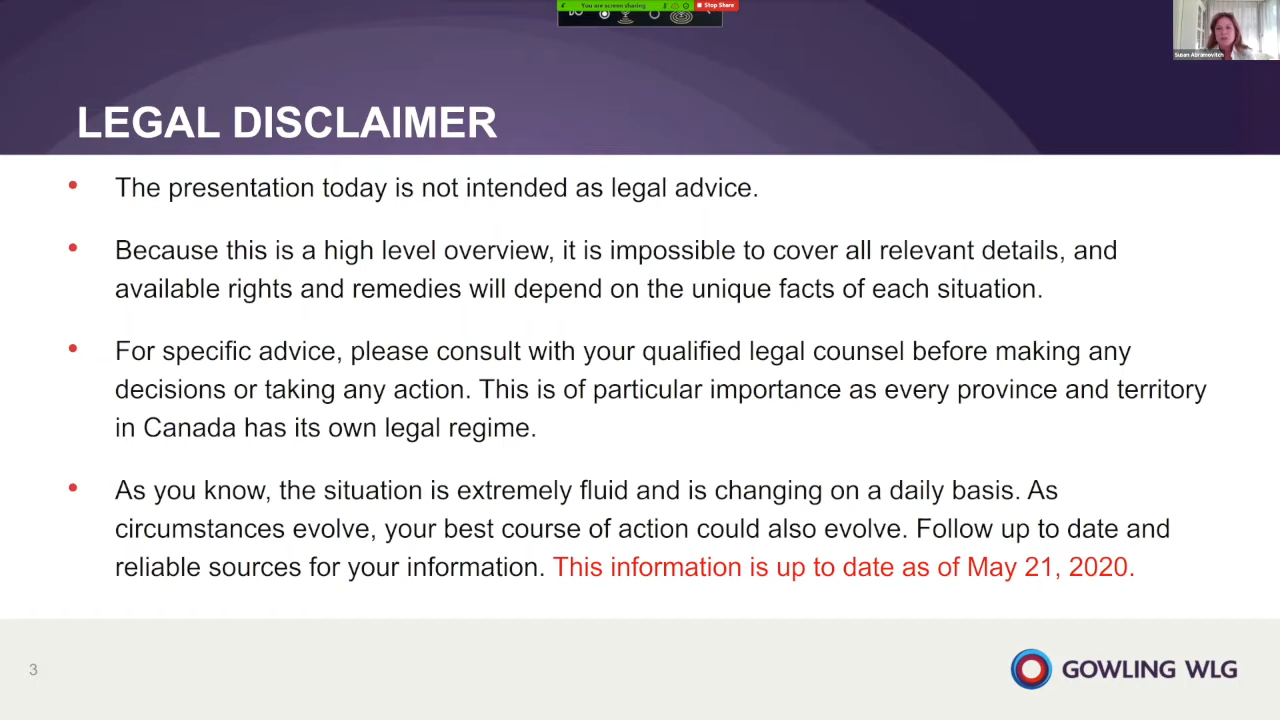 You are screen sharing
Stop Share
Susan Abramovitch
LEGAL DISCLAIMER
• The presentation today is not intended as legal advice.
• Because this is a high level overview, it is impossible to cover all relevant details, and
available rights and remedies will depend on the unique facts of each situation.
• For specific advice, please consult with your qualified legal counsel before making any
decisions or taking any action. This is of particular importance as every province and territory
in Canada has its own legal regime.
• As you know, the situation is extremely fluid and is changing on a daily basis. As
circumstances evolve, your best course of action could also evolve. Follow up to date and
reliable sources for your information. This information is up to date as of May 21, 2020.
3
GOWLING WLG